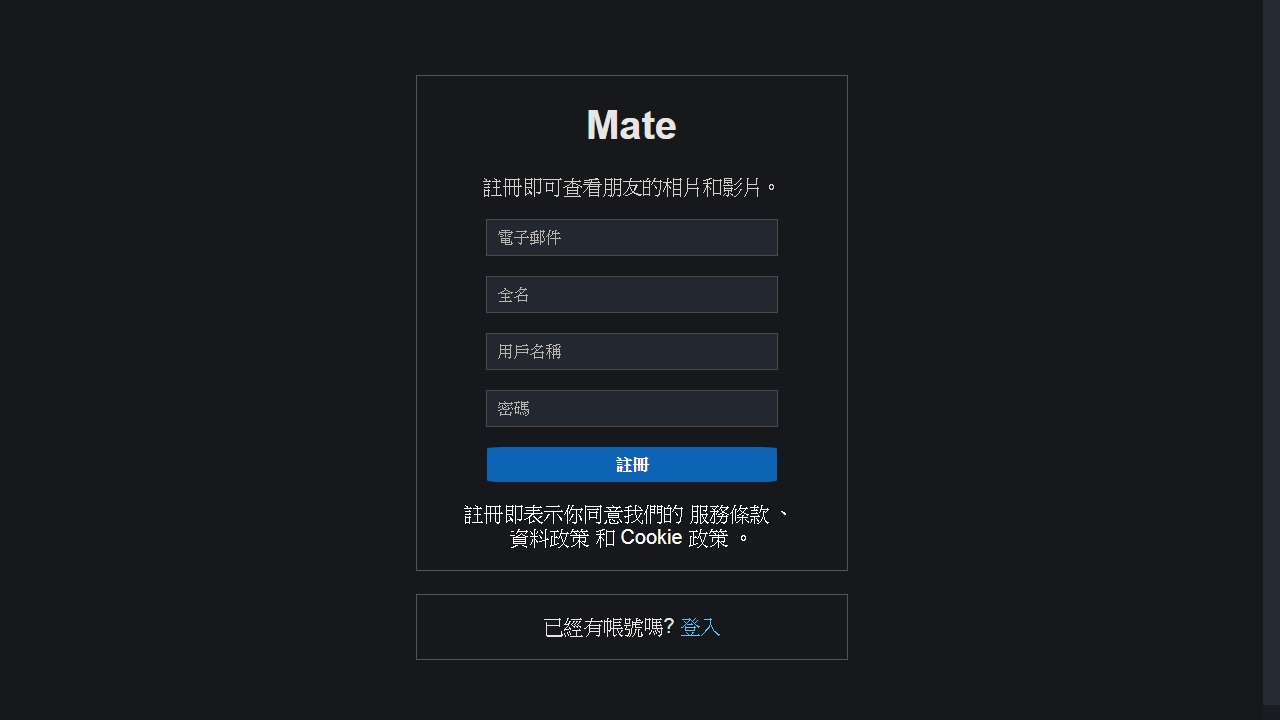 Mate
註冊即可查看朋友的相片和影片。
電子郵件
全名
用戶名稱
密碼
註冊
註冊即表示你同意我們的 服務條款 、
資料政策 和 Cookie 政策 。
已經有帳號嗎? 登入